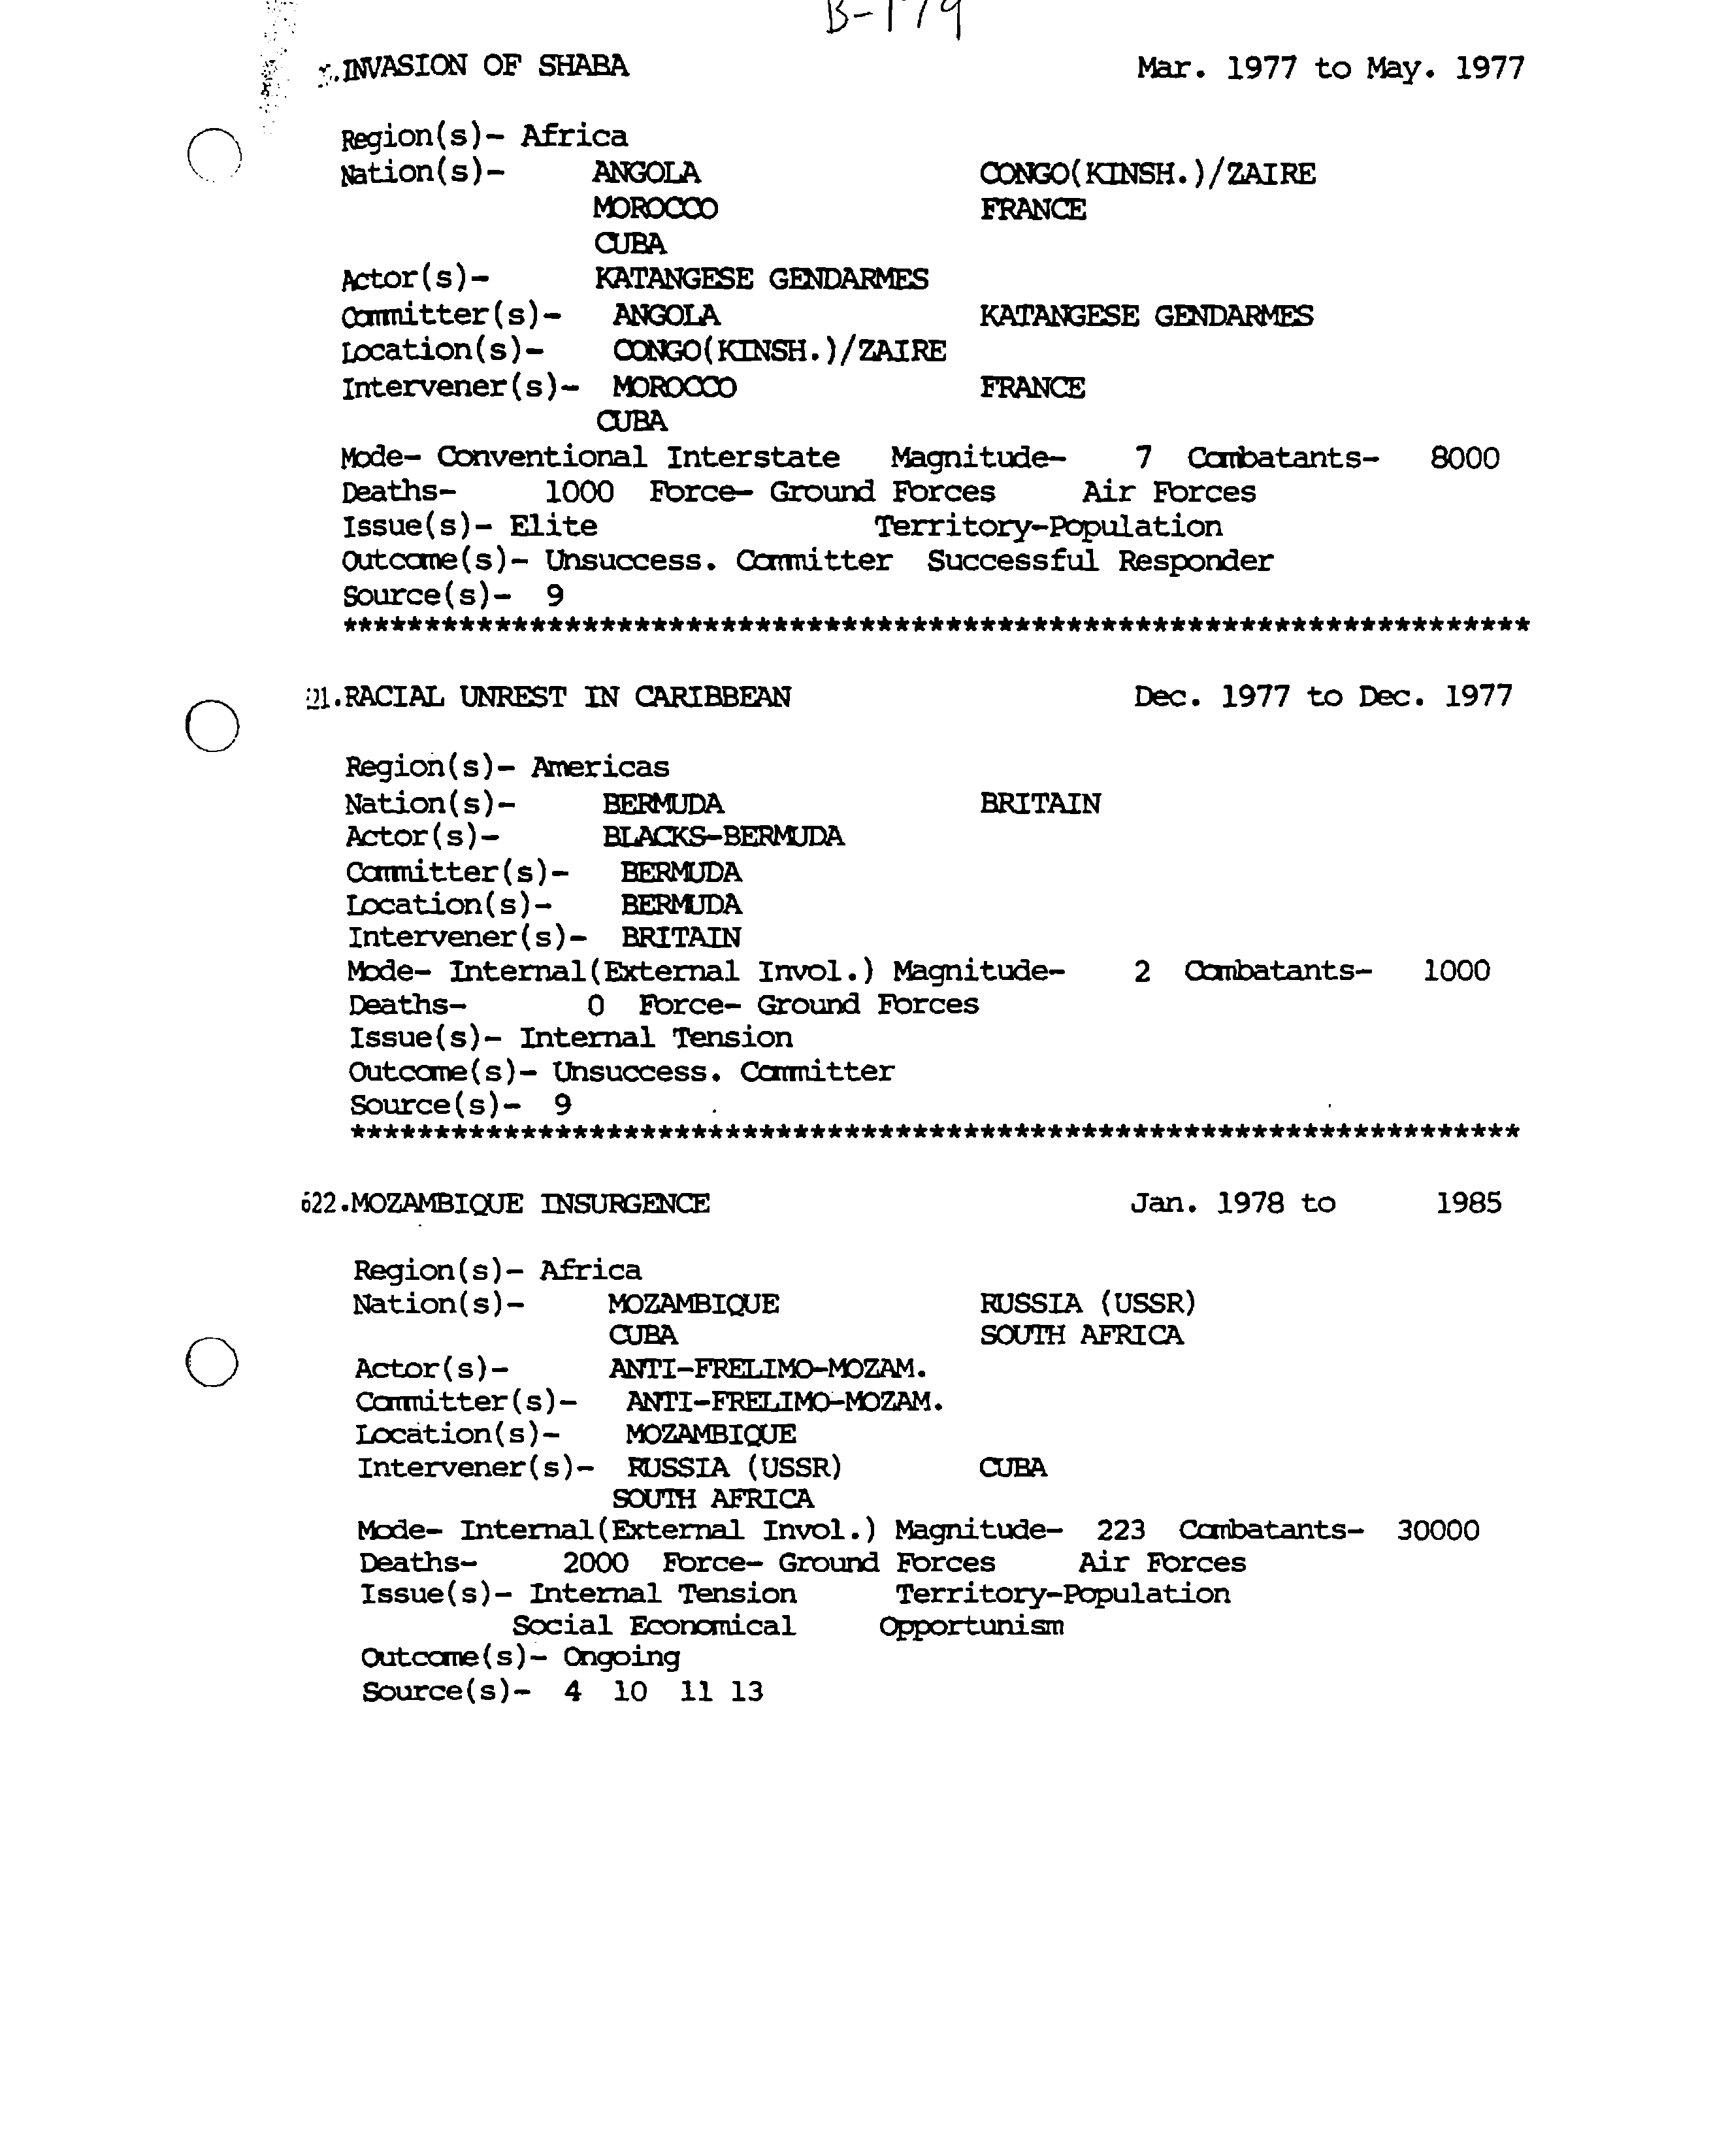 B-179
INVASION OF SHABA Mar. 1977 to May. 1977
Region(s)- Africa
Nation(s)- ANGOLA CONGO(KINSH.)/ZAIRE
MOROCCO FRANCE
CUBA
Actor(s)- KATANGESE GENDARMES
Committer(s)- ANGOLA KATANGESE GENDARMES
Location(s)- CONGO(KINSH.)/ZAIRE
Intervener(s)- MOROCCO FRANCE
CUBA
Mode- Conventional Interstate Magnitude- 7 Combatants- 8000
Deaths- 1000 Force- Ground Forces Air Forces
Issue(s)- Elite Territory-Population
Outcome(s)- Unsuccess. Committer Successful Responder
Source(s)- 9
**********************************************************************
21.RACIAL UNREST IN CARIBBEAN Dec. 1977 to Dec. 1977
Region(s)- Americas
Nation(s)- BERMUDA BRITAIN
Actor(s)- BLACKS-BERMUDA
Committer(s)- BERMUDA
Location(s)- BERMUDA
Intervener(s)- BRITAIN
Mode- Internal(External Invol.) Magnitude- 2 Combatants- 1000
Deaths- 0 Force- Ground Forces
Issue(s)- Internal Tension
Outcome(s)- Unsuccess. Committer
Source(s)- 9
**********************************************************************
622.MOZAMBIQUE INSURGENCE Jan. 1978 to 1985
Region(s)- Africa
Nation(s)- MOZAMBIQUE RUSSIA (USSR)
CUBA SOUTH AFRICA
Actor(s)- ANTI-FRELIMO-MOZAM.
Committer(s)- ANTI-FRELIMO-MOZAM.
Location(s)- MOZAMBIQUE
Intervener(s)- RUSSIA (USSR) CUBA
SOUTH AFRICA
Mode- Internal(External Invol.) Magnitude- 223 Combatants- 30000
Deaths- 2000 Force- Ground Forces Air Forces
Issue(s)- Internal Tension Territory-Population
Social Economical Opportunism
Outcome(s)- Ongoing
Source(s)- 4 10 11 13